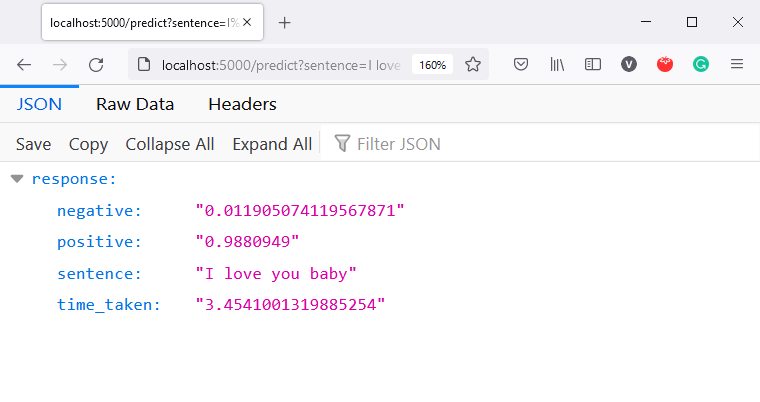 localhost:5000/predict?sentence=I%
localhost:5000/predict?sentence=I love
160%
V
G
JSON Raw Data Headers
Save Copy Collapse All Expand All Filter JSON
response:
negative: "0.011905074119567871"
positive: "0.9880949"
sentence: "I love you baby"
time_taken: "3.4541001319885254"